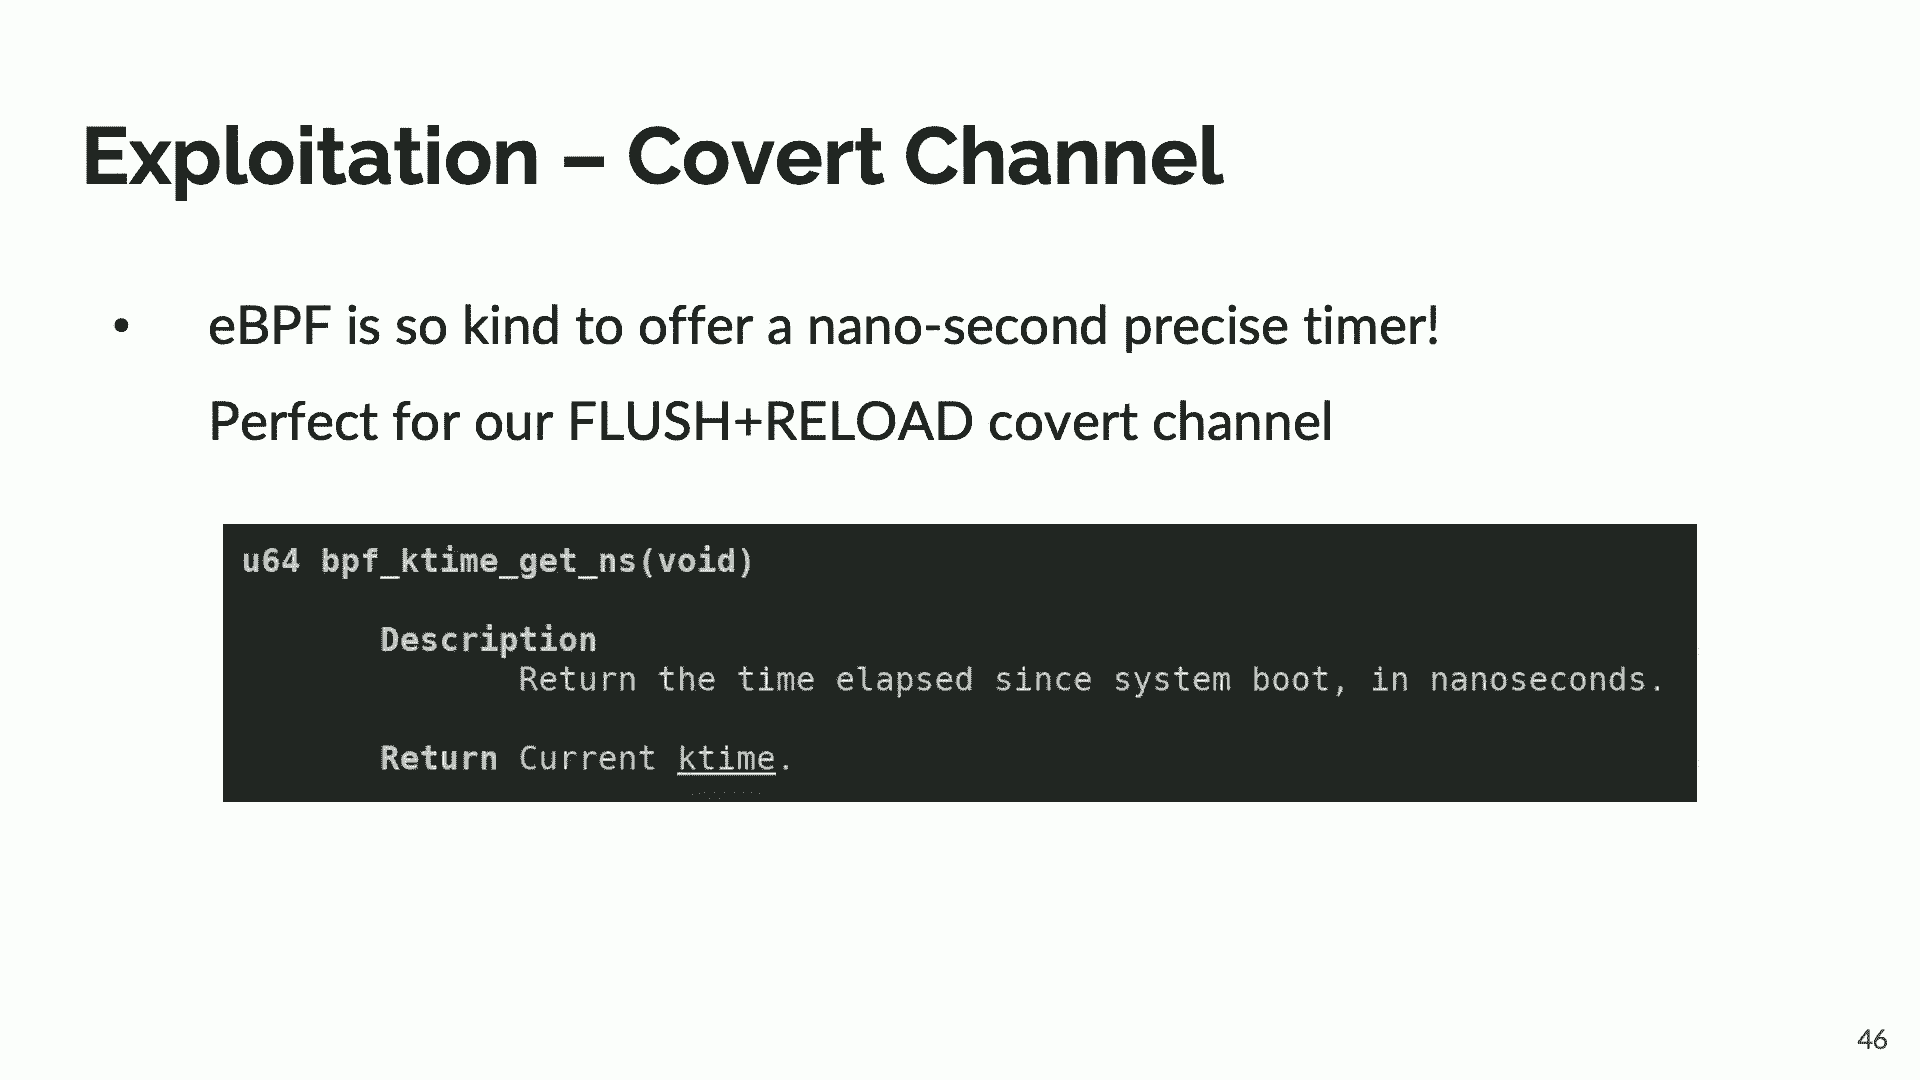 Exploitation – Covert Channel
• eBPF is so kind to offer a nano-second precise timer!
Perfect for our FLUSH+RELOAD covert channel
u64 bpf_ktime_get_ns(void)
Description
Return the time elapsed since system boot, in nanoseconds.
Return Current ktime.
46